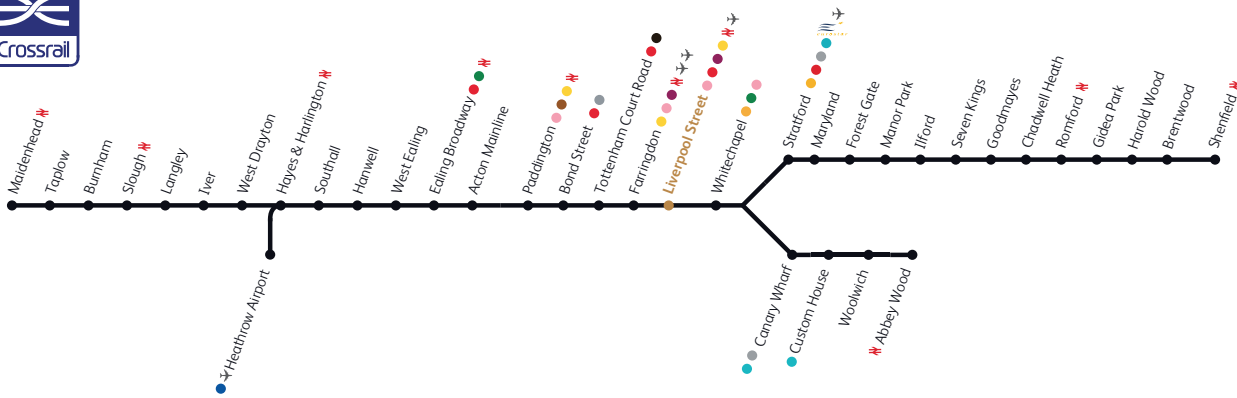 Crossrail
Maidenhead
Taplow
Burnham
Slough
Langley
Iver
West Drayton
Hayes & Harlington
Southall
Hanwell
West Ealing
Ealing Broadway
Acton Mainline
Paddington
Bond Street
Tottenham Court Road
Farringdon
Liverpool Street
Whitechapel
Stratford
Maryland
Forest Gate
Manor Park
Ilford
Seven Kings
Goodmayes
Chadwell Heath
Romford
Gidea Park
Harold Wood
Brentwood
Shenfield
Heathrow Airport
Canary Wharf
Custom House
Woolwich
Abbey Wood